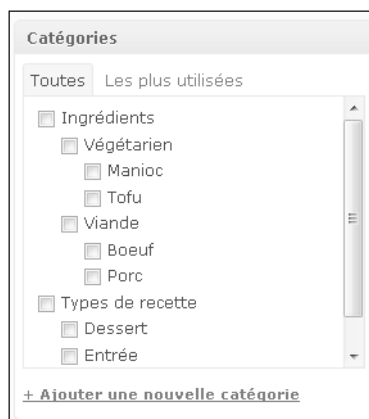 Catégories
Toutes Les plus utilisées
Ingrédients
Végétarien
Manioc
Tofu
Viande
Boeuf
Porc
Types de recette
Dessert
Entrée
+ Ajouter une nouvelle catégorie